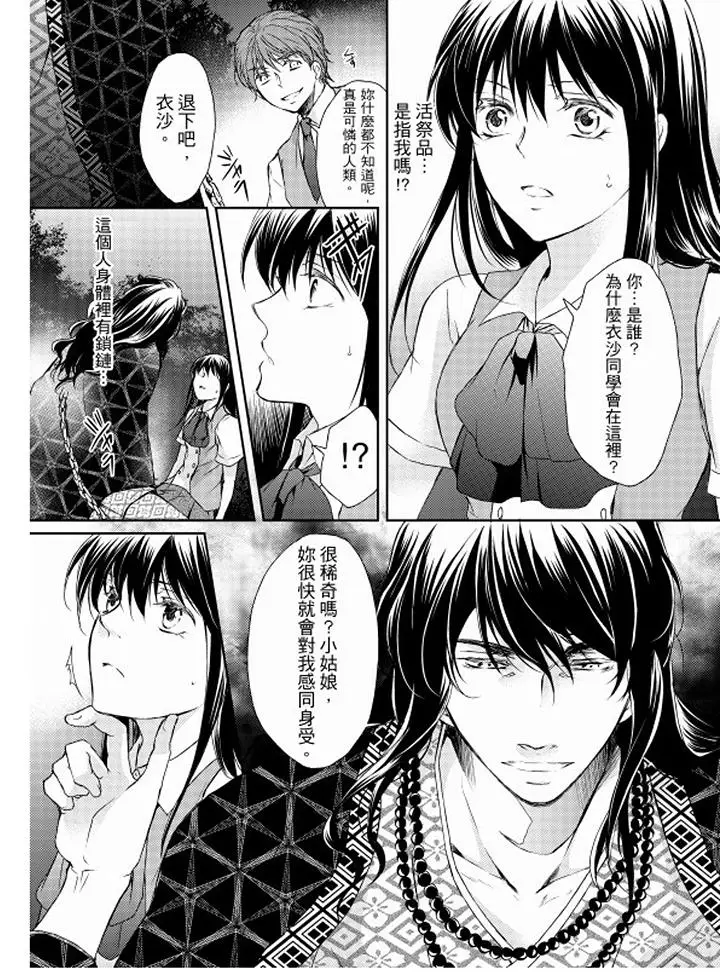 活祭品…
是指我嗎!?
你…是誰？
為什麼衣沙同學會在這裡？
妳什麼都不知道呢，
真是可憐的人類。
退下吧，
衣沙。
!?
這個人身體裡有鎖鏈…
很稀奇嗎？小姑娘，
妳很快就會對我感同身受。